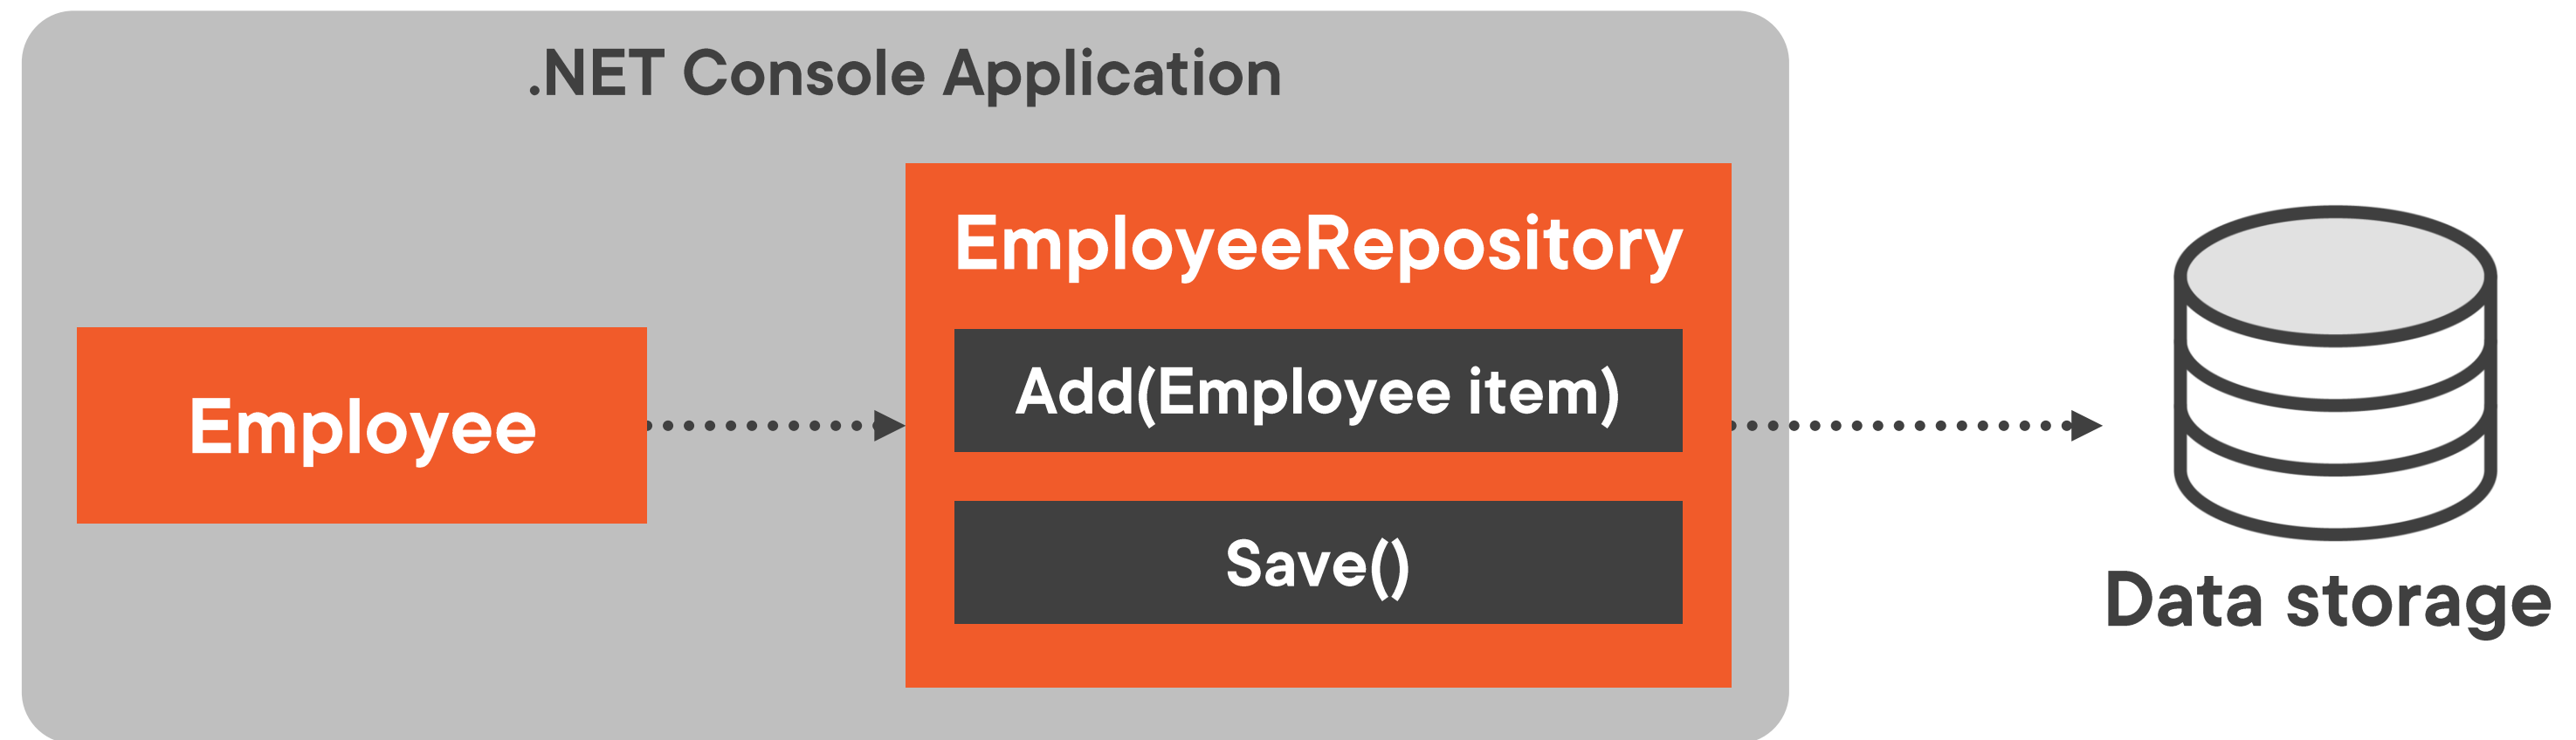 .NET Console Application
Employee
EmployeeRepository
Add(Employee item)
Save()
Data storage